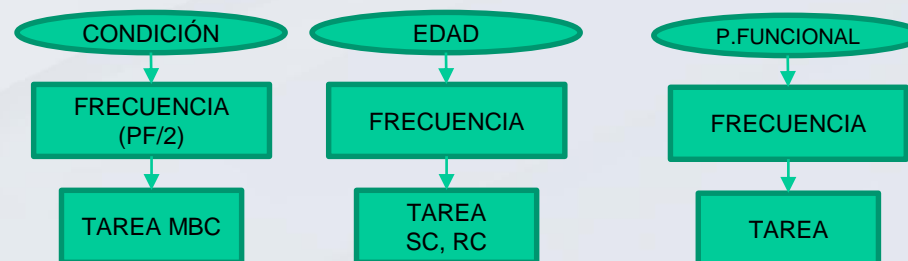 CONDICIÓN
FRECUENCIA
(PF/2)
TAREA MBC
EDAD
FRECUENCIA
TAREA
SC, RC
P.FUNCIONAL
FRECUENCIA
TAREA